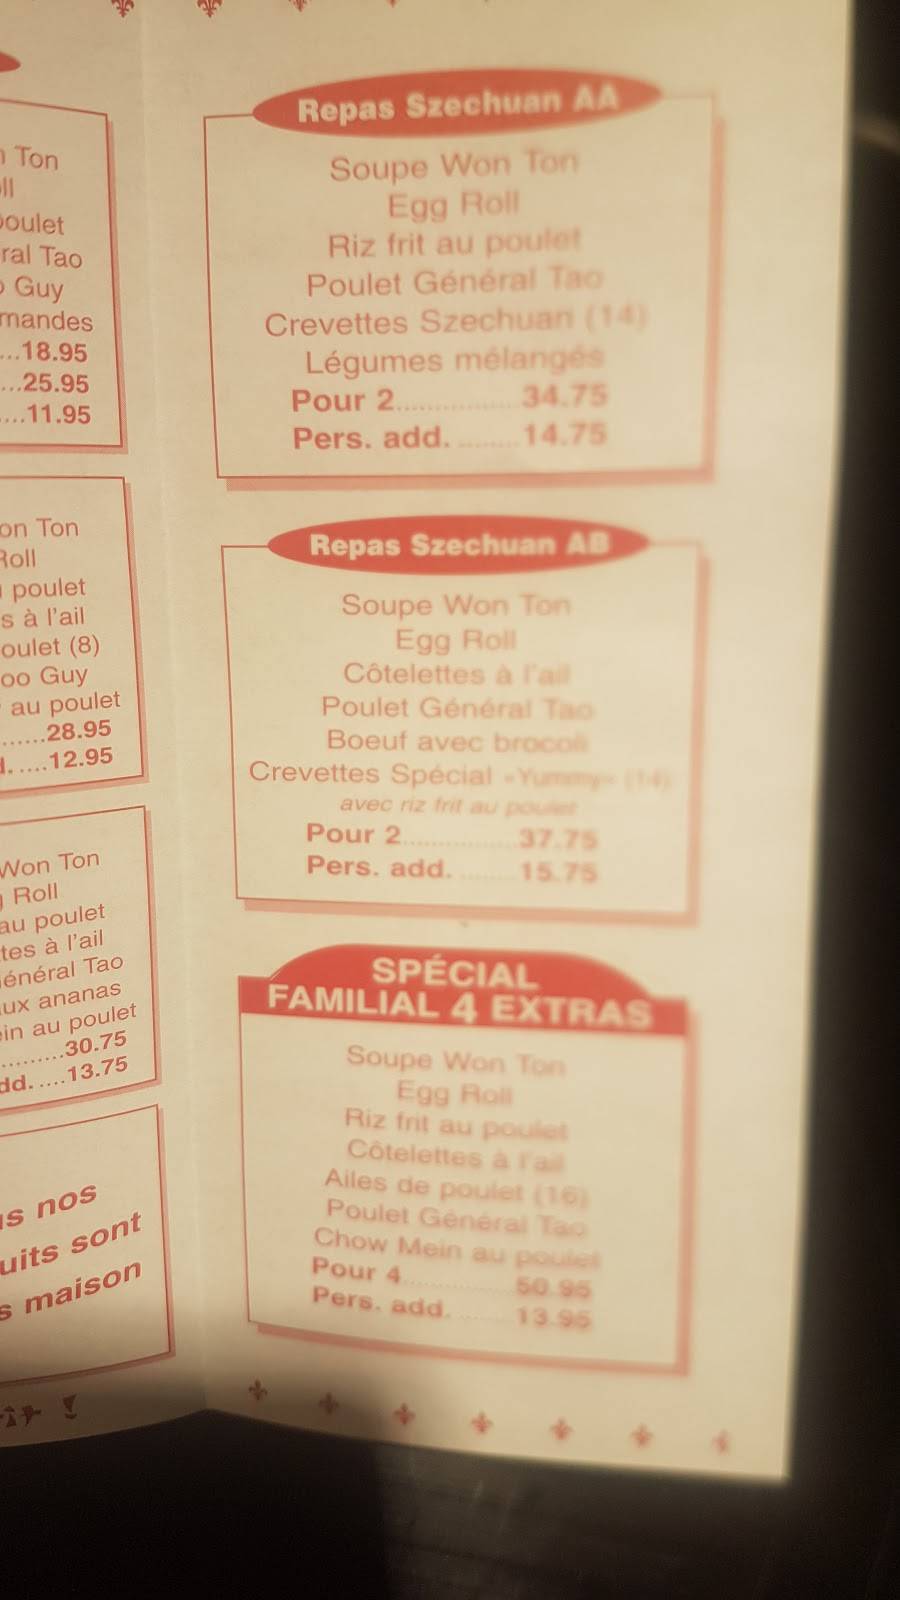 Ton
ll
poulet
ral Tao
Guy
mandes
...18.95
...25.95
....11.95
on Ton
Roll
poulet
s à l'ail
oulet (8)
oo Guy
au poulet
......28.95
d.....12.95
Won Ton
Roll
au poulet
tes à l'ail
énéral Tao
ux ananas
ein au poulet
.........30.75
dd.....13.75
us nos
uits sont
s maison
Repas Szechuan AA
Soupe Won Ton
Egg Roll
Riz frit au poulet
Poulet Général Tao
Crevettes Szechuan (14)
Légumes mélangés
Pour 2................34.75
Pers. add.........14.75
Repas Szechuan AB
Soupe Won Ton
Egg Roll
Côtelettes à l'ail
Poulet Général Tao
Boeuf avec brocoli
Crevettes Spécial «Yummy» (14)
avec riz frit au poulet
Pour 2...............37.75
Pers. add. .......15.75
SPÉCIAL
FAMILIAL 4 EXTRAS
Soupe Won Ton
Egg Roll
Riz frit au poulet
Côtelettes à l'ail
Ailes de poulet (16)
Poulet Général Tao
Chow Mein au poulet
Pour 4...............50.95
Pers. add. .......13.95